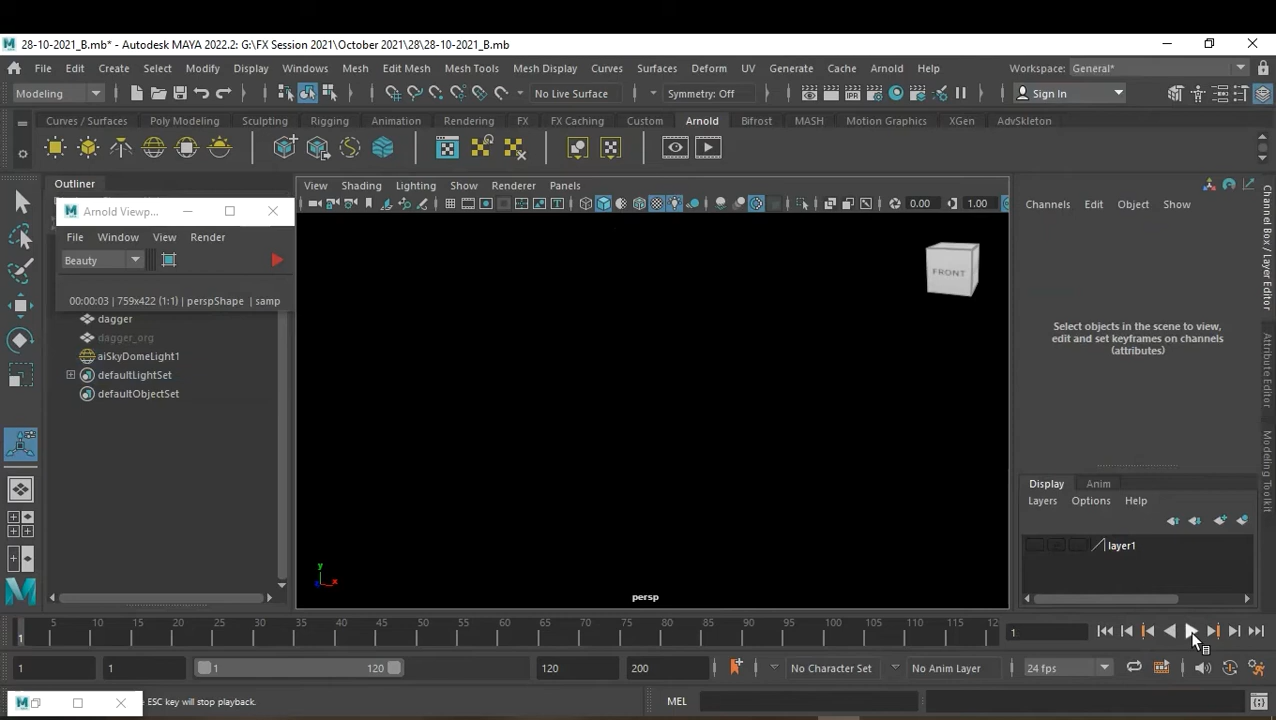 28-10-2021_B.mb* - Autodesk MAYA 2022.2: G:\FX Session 2021\October 2021\28\28-10-2021_B.mb
File Edit Create Select Modify Display Windows Mesh Edit Mesh Mesh Tools Mesh Display Curves Surfaces Deform UV Generate Cache Arnold Help Workspace: General*
Modeling No Live Surface Symmetry: Off IPR Sign In
Curves / Surfaces Poly Modeling Sculpting Rigging Animation Rendering FX FX Caching Custom Arnold Bifrost MASH Motion Graphics XGen AdvSkeleton
Outliner View Shading Lighting Show Renderer Panels
0.00 1.00 Channels Edit Object Show
Arnold Viewp...
File Window View Render
Beauty
00:00:03 | 759x422 (1:1) | perspShape | samp
dagger
dagger_org
aiSkyDomeLight1
defaultLightSet
defaultObjectSet
FRONT
y
x
persp
Select objects in the scene to view,
edit and set keyframes on channels
(attributes)
Channel Box / Layer Editor
Attribute Editor
Modeling Toolkit
Display Anim
Layers Options Help
layer1
1 5 10 15 20 25 30 35 40 45 50 55 60 65 70 75 80 85 90 95 100 105 110 115 12 1
1 1 1 120 120 200 No Character Set No Anim Layer 24 fps
ESC key will stop playback. MEL